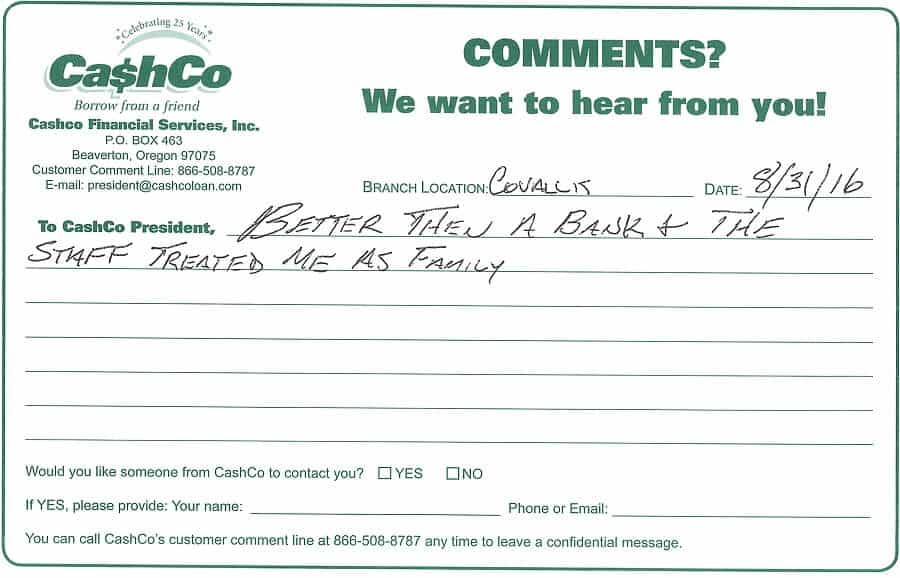 Celebrating 25 Years
Ca$hCo
Borrow from a friend
Cashco Financial Services, Inc.
P.O. BOX 463
Beaverton, Oregon 97075
Customer Comment Line: 866-508-8787
E-mail: president@cashcoloan.com
COMMENTS?
We want to hear from you!
BRANCH LOCATION: COVALLIS DATE: 8/31/16
To CashCo President, BETTER THEN A BANK & THE
STAFF TREATED ME AS FAMILY
Would you like someone from CashCo to contact you? YES NO
If YES, please provide: Your name: Phone or Email:
You can call CashCo's customer comment line at 866-508-8787 any time to leave a confidential message.